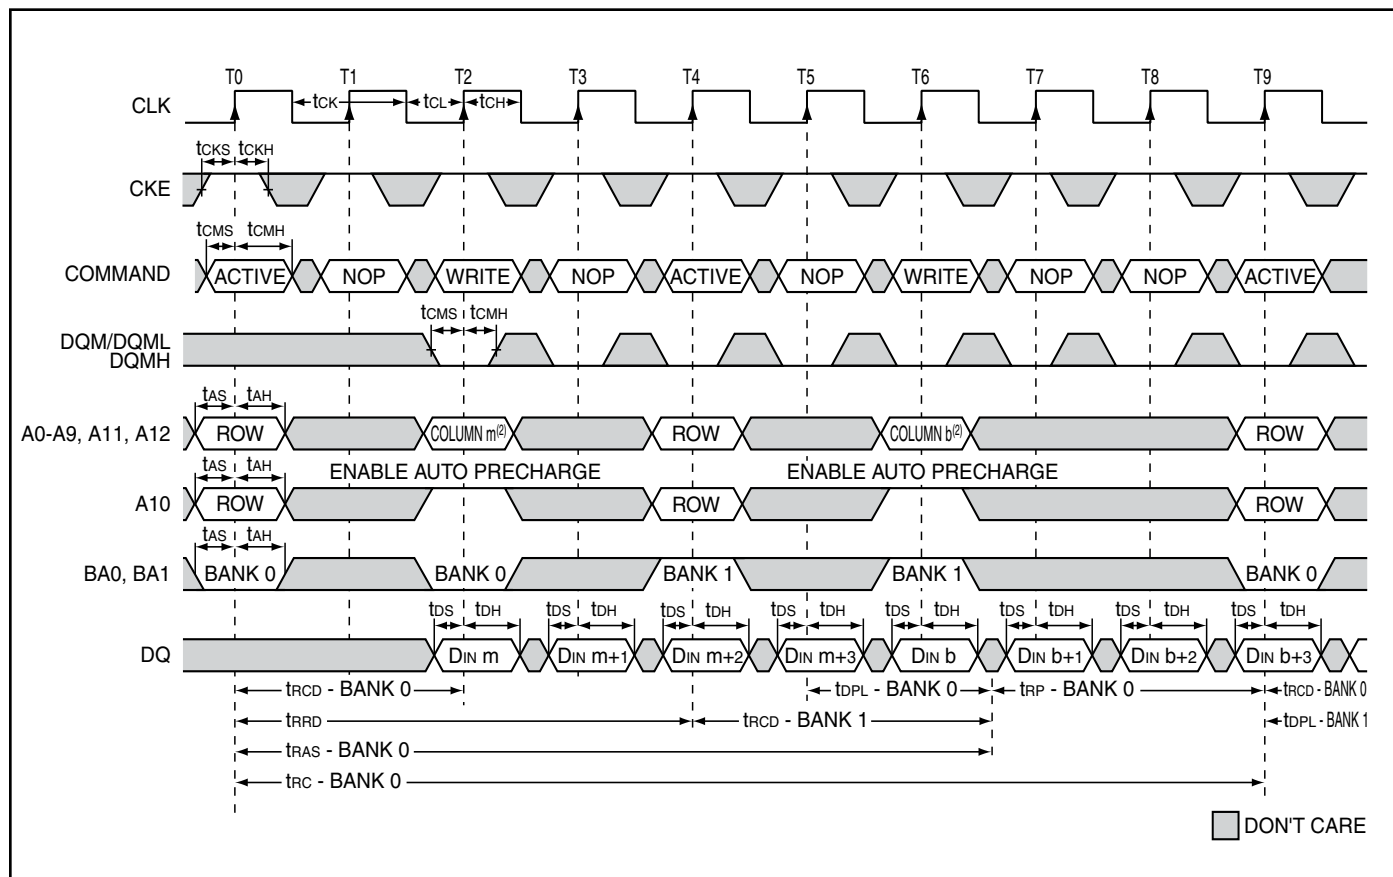 T0 T1 T2 T3 T4 T5 T6 T7 T8 T9
CLK tCK tCL tCH
tCKS tCKH
CKE
tCMS tCMH
COMMAND ACTIVE NOP WRITE NOP ACTIVE NOP WRITE NOP NOP ACTIVE
tCMS tCMH
DQM/DQML
DQMH
tAS tAH
A0-A9, A11, A12 ROW COLUMN m(2) ROW COLUMN b(2) ROW
tAS tAH ENABLE AUTO PRECHARGE ENABLE AUTO PRECHARGE
A10 ROW ROW ROW
tAS tAH
BA0, BA1 BANK 0 BANK 0 BANK 1 BANK 1 BANK 0
tDS tDH tDS tDH tDS tDH tDS tDH tDS tDH tDS tDH tDS tDH tDS tDH
DQ DIN m DIN m+1 DIN m+2 DIN m+3 DIN b DIN b+1 DIN b+2 DIN b+3
tRCD - BANK 0 tDPL - BANK 0 tRP - BANK 0 tRCD - BANK 0
tRRD tRCD - BANK 1 tDPL - BANK 1
tRAS - BANK 0
tRC - BANK 0
DON'T CARE